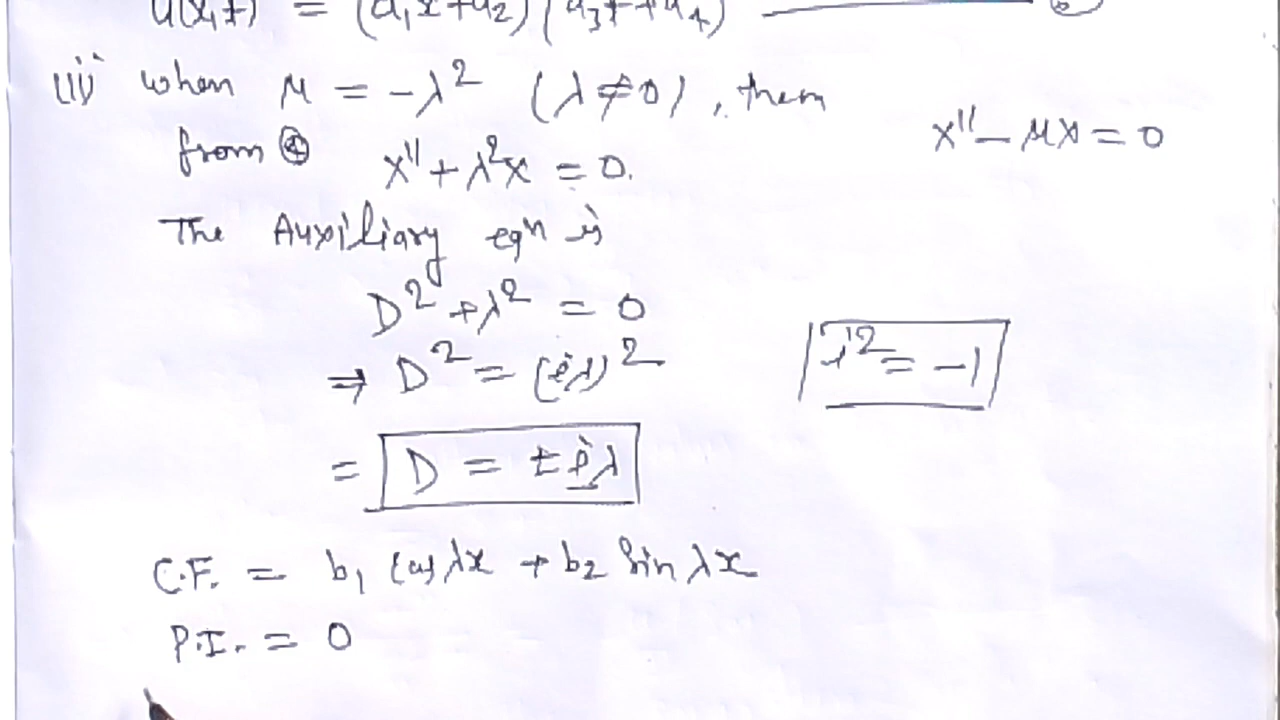 u(x,t) = (a₁x+a₂)(a₃t+a₄)
(ii) when μ = -λ² (λ≠0), then
from ④ X'' + λ²X = 0.
X'' - μX = 0
The Auxiliary eqⁿ is
D² + λ² = 0
⇒ D² = (iλ)²
i² = -1
= D = ±iλ
C.F. = b₁ cos λx + b₂ sin λx
P.I. = 0